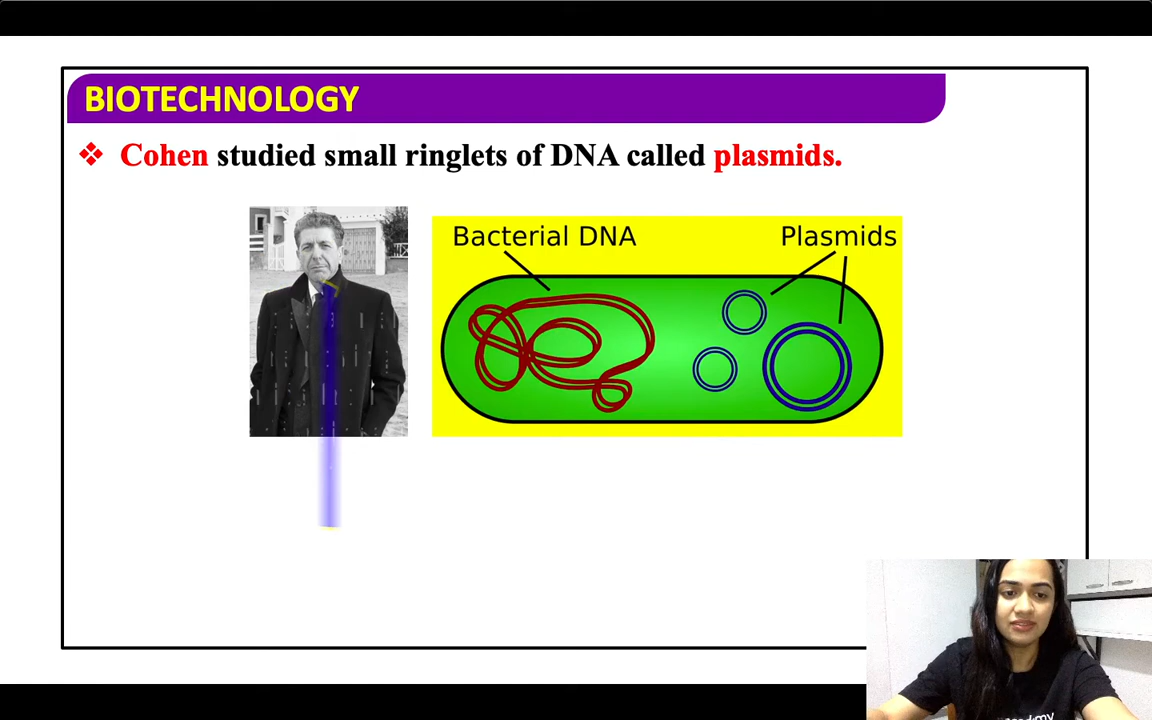 BIOTECHNOLOGY
❖ Cohen studied small ringlets of DNA called plasmids.
Bacterial DNA
Plasmids